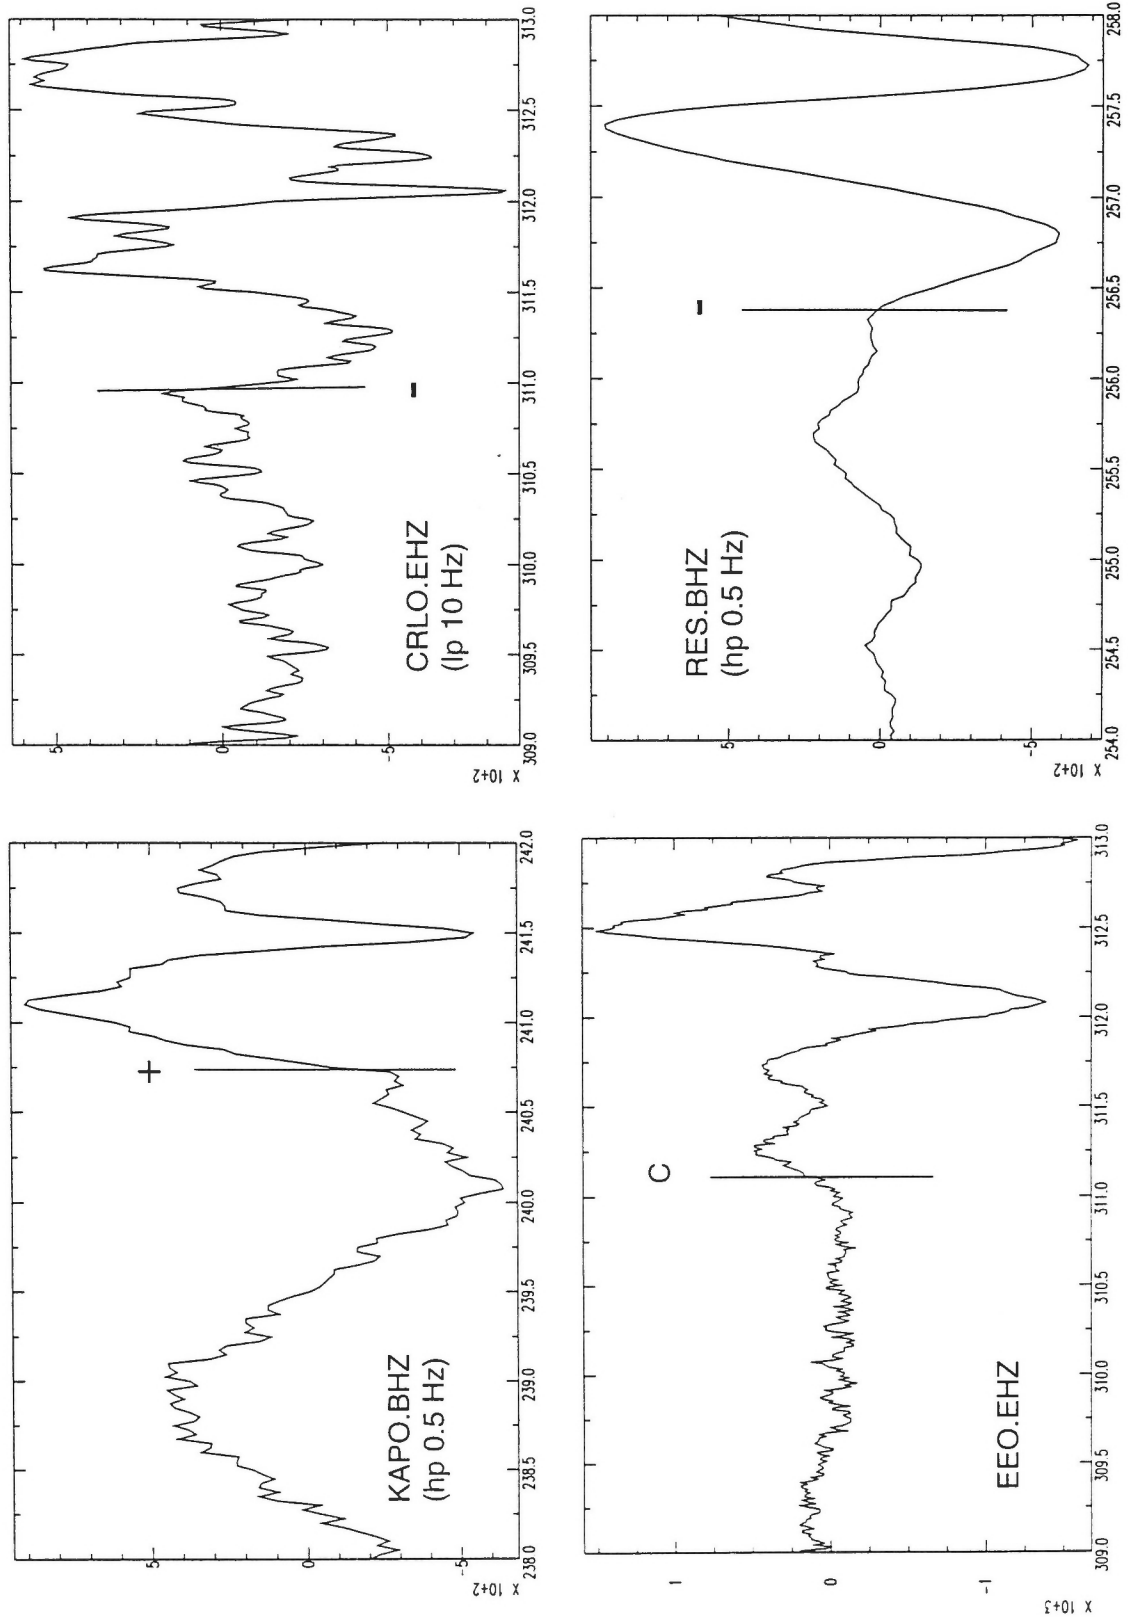 +
5
0
-5
X 10+2
KAPO.BHZ
(hp 0.5 Hz)
238.0 238.5 239.0 239.5 240.0 240.5 241.0 241.5 242.0
5
0
-5
X 10+2
CRLO.EHZ
(lp 10 Hz)
-
309.0 309.5 310.0 310.5 311.0 311.5 312.0 312.5 313.0
C
1
0
-1
X 10+3
EEO.EHZ
309.0 309.5 310.0 310.5 311.0 311.5 312.0 312.5 313.0
-
5
0
-5
X 10+2
RES.BHZ
(hp 0.5 Hz)
254.0 254.5 255.0 255.5 256.0 256.5 257.0 257.5 258.0